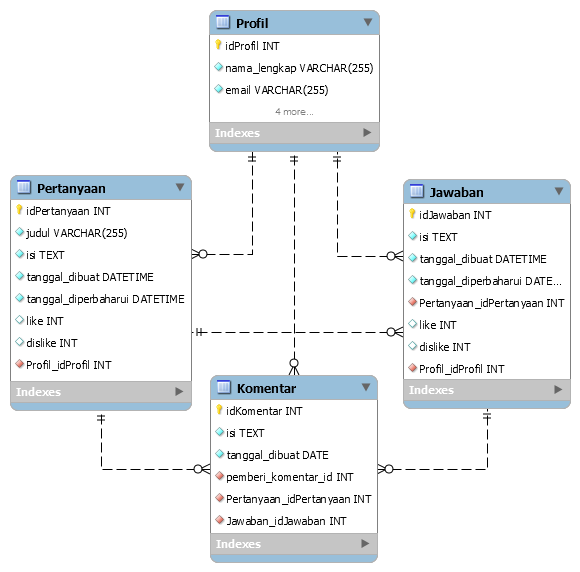 Profil
idProfil INT
nama_lengkap VARCHAR(255)
email VARCHAR(255)
4 more...
Indexes
Pertanyaan
idPertanyaan INT
judul VARCHAR(255)
isi TEXT
tanggal_dibuat DATETIME
tanggal_diperbaharui DATETIME
like INT
dislike INT
Profil_idProfil INT
Indexes
Jawaban
idJawaban INT
isi TEXT
tanggal_dibuat DATETIME
tanggal_diperbaharui DATE...
Pertanyaan_idPertanyaan INT
like INT
dislike INT
Profil_idProfil INT
Indexes
Komentar
idKomentar INT
isi TEXT
tanggal_dibuat DATE
pemberi_komentar_id INT
Pertanyaan_idPertanyaan INT
Jawaban_idJawaban INT
Indexes